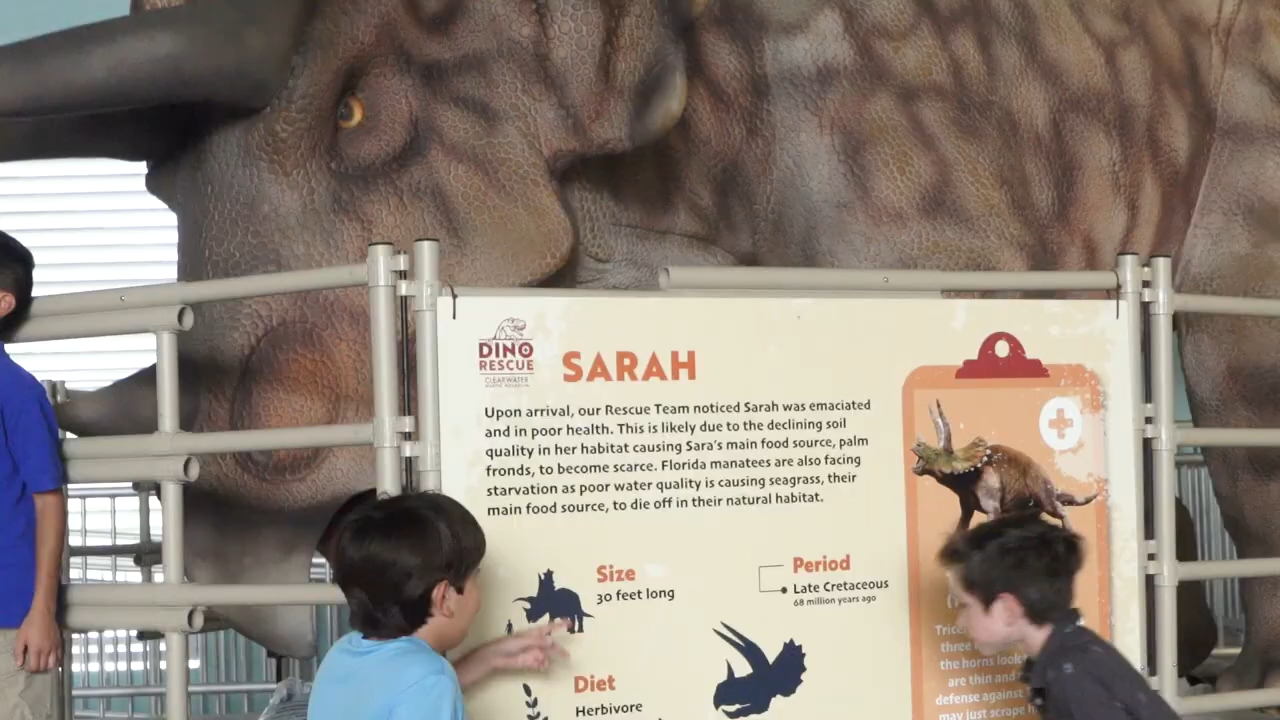 DINO
RESCUE
CLEARWATER
SARAH
Upon arrival, our Rescue Team noticed Sarah was emaciated
and in poor health. This is likely due to the declining soil
quality in her habitat causing Sara's main food source, palm
fronds, to become scarce. Florida manatees are also facing
starvation as poor water quality is causing seagrass, their
main food source, to die off in their natural habitat.
Size
30 feet long
Period
Late Cretaceous
68 million years ago
Diet
Herbivore
three
the horns look
are thin and
defense against
may just scrape